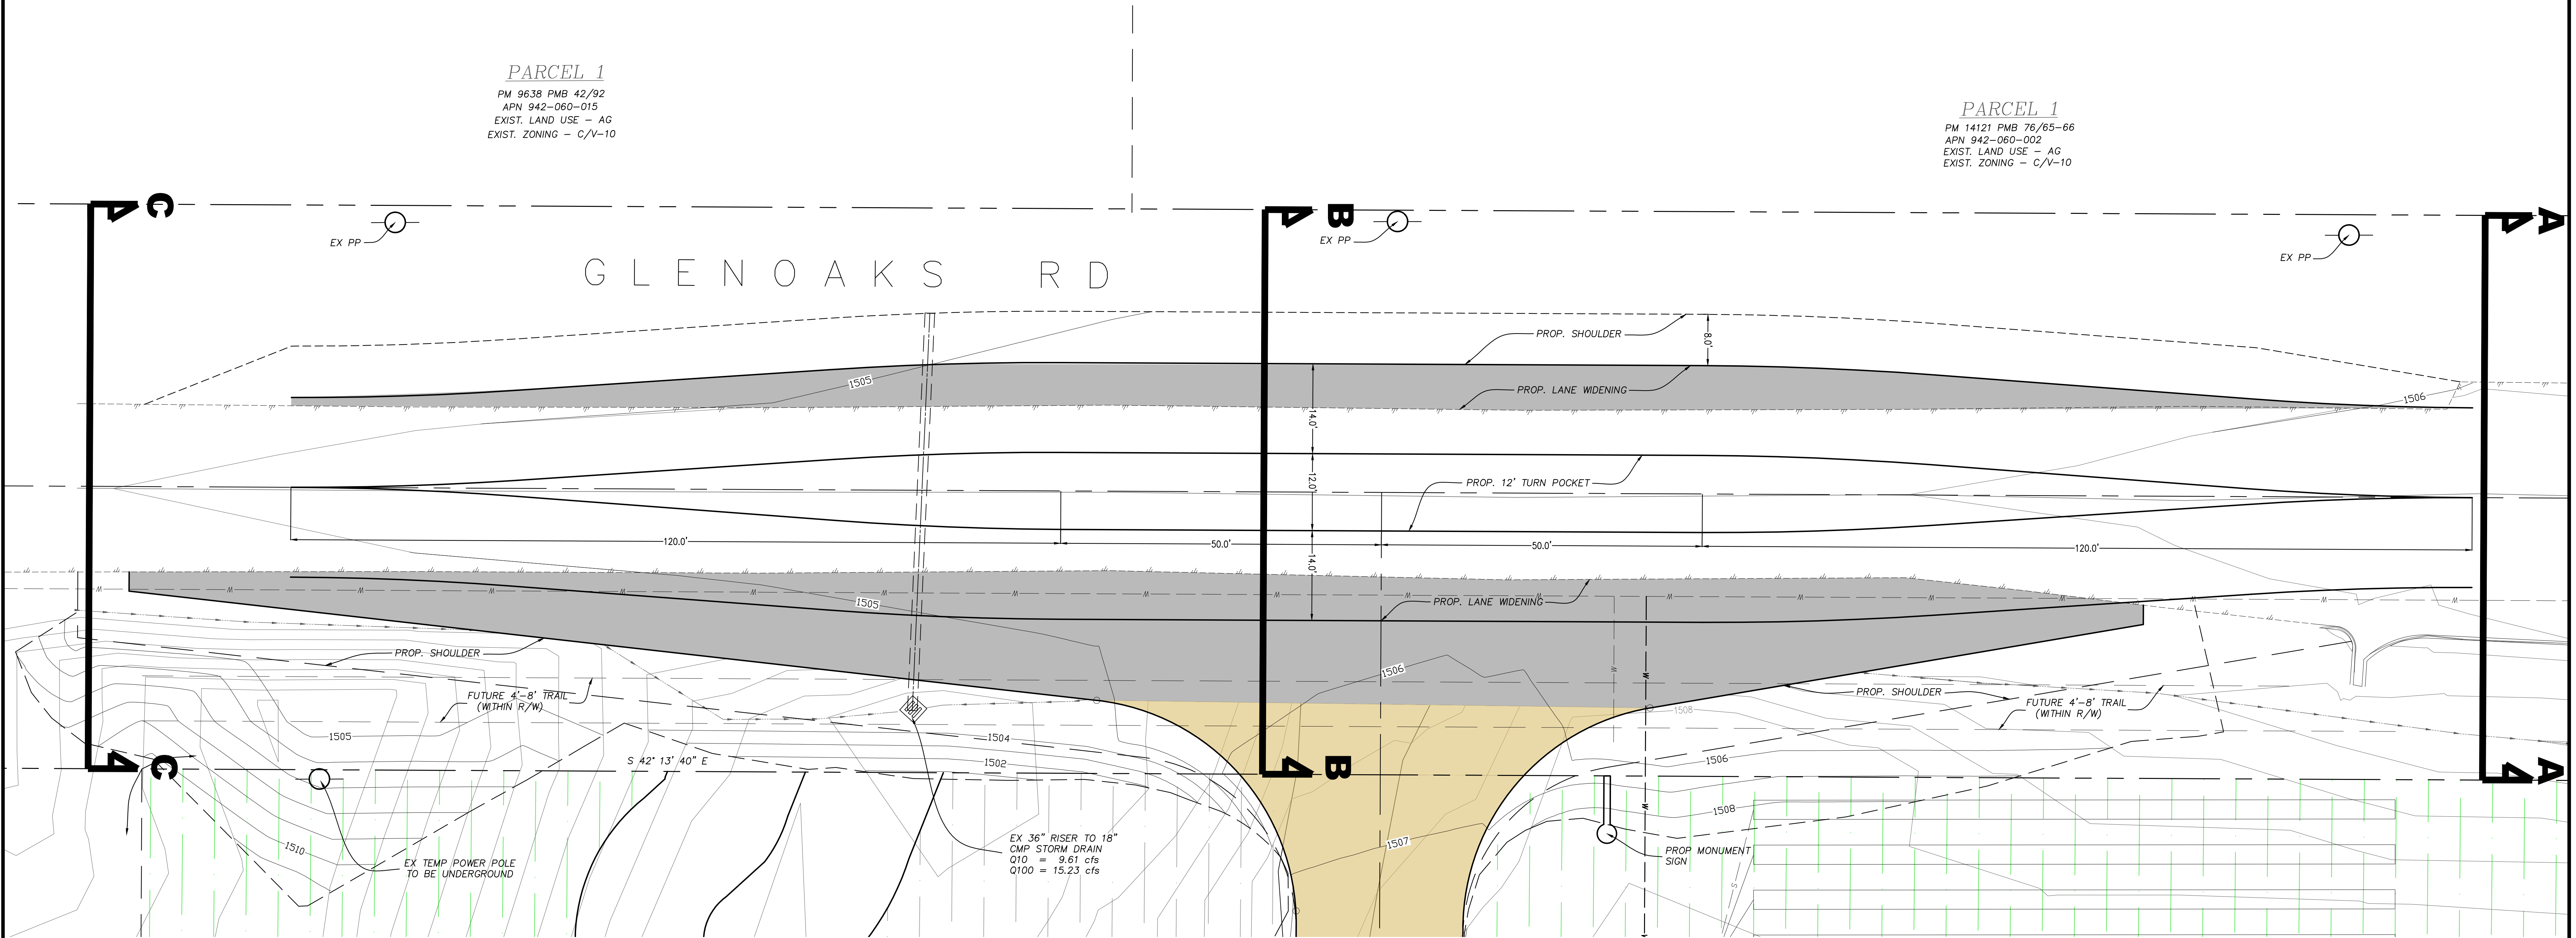 PARCEL 1
PM 9638 PMB 42/92
APN 942-060-015
EXIST. LAND USE - AG
EXIST. ZONING - C/V-10
PARCEL 1
PM 14121 PMB 76/65-66
APN 942-060-002
EXIST. LAND USE - AG
EXIST. ZONING - C/V-10
4 C
4 B
4 A
EX PP
EX PP
EX PP
GLENOAKS RD
PROP. SHOULDER
8.0'
1505
PROP. LANE WIDENING
14.0'
1506
12.0'
PROP. 12' TURN POCKET
120.0'
50.0'
50.0'
120.0'
14.0'
W W W W W W W W W W W W W W W W W W W
1505
PROP. LANE WIDENING
PROP. SHOULDER
1506
W
W
FUTURE 4'-8' TRAIL
(WITHIN R/W)
PROP. SHOULDER
FUTURE 4'-8' TRAIL
(WITHIN R/W)
1508
1505
1504
1502
S 42° 13' 40" E
1506
4 C
4 B
4 A
W
1508
1510
1507
EX TEMP POWER POLE
TO BE UNDERGROUND
EX 36" RISER TO 18"
CMP STORM DRAIN
Q10 = 9.61 cfs
Q100 = 15.23 cfs
PROP MONUMENT
SIGN
S